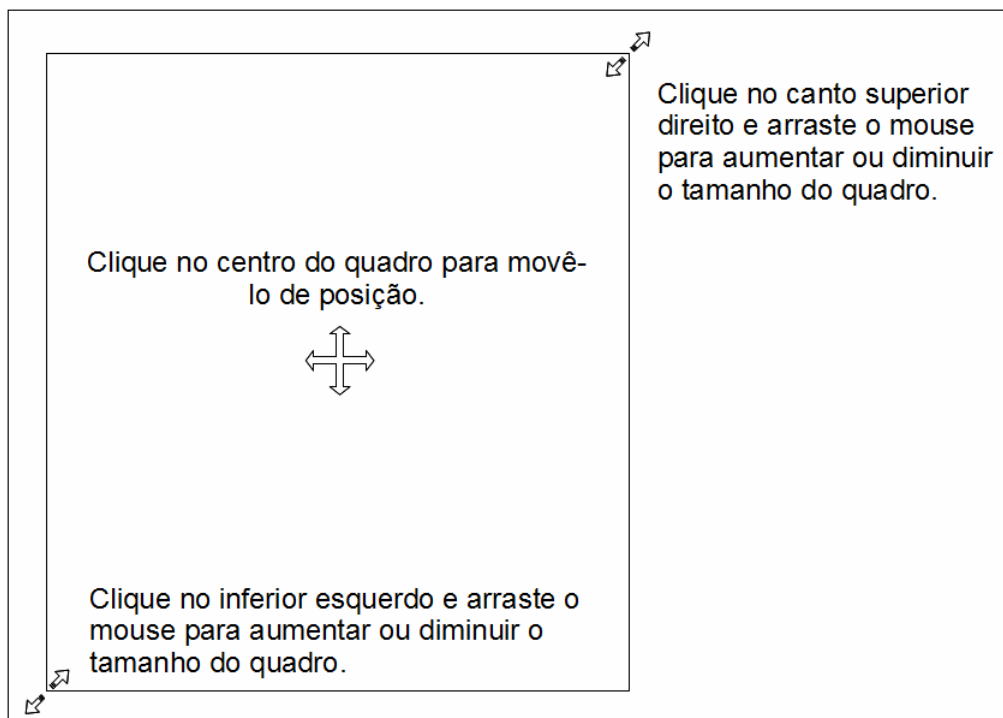 Clique no canto superior
direito e arraste o mouse
para aumentar ou diminuir
o tamanho do quadro.
Clique no centro do quadro para movê-
lo de posição.
Clique no inferior esquerdo e arraste o
mouse para aumentar ou diminuir o
tamanho do quadro.